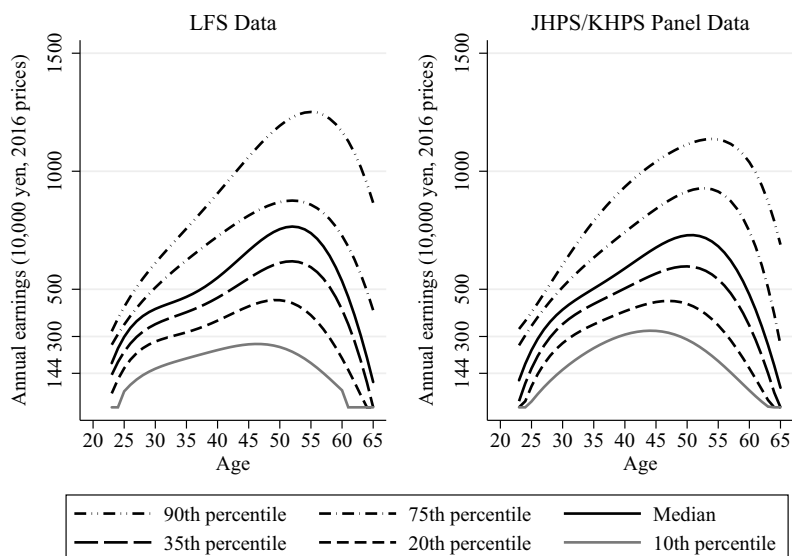 LFS Data
Annual earnings (10,000 yen, 2016 prices)
1500
1000
500
300
144
20 25 30 35 40 45 50 55 60 65
Age
JHPS/KHPS Panel Data
Annual earnings (10,000 yen, 2016 prices)
1500
1000
500
300
144
20 25 30 35 40 45 50 55 60 65
Age
90th percentile 75th percentile Median
35th percentile 20th percentile 10th percentile